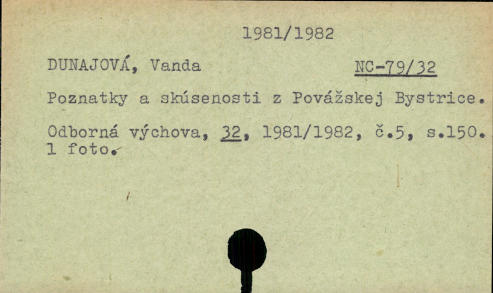 1981/1982
DUNAJOVÁ, Vanda NC-79/32
Poznatky a skúsenosti z Povážskej Bystrice.
Odborná výchova, 32, 1981/1982, č.5, s.150.
1 foto.